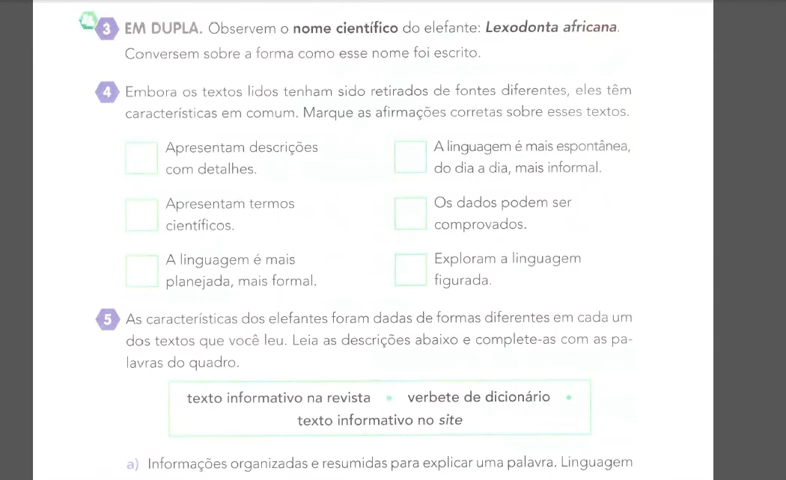 3 EM DUPLA. Observem o nome científico do elefante: Lexodonta africana.
Conversem sobre a forma como esse nome foi escrito.
4 Embora os textos lidos tenham sido retirados de fontes diferentes, eles têm
características em comum. Marque as afirmações corretas sobre esses textos.
Apresentam descrições
com detalhes.
A linguagem é mais espontânea,
do dia a dia, mais informal.
Apresentam termos
científicos.
Os dados podem ser
comprovados.
A linguagem é mais
planejada, mais formal.
Exploram a linguagem
figurada.
5 As características dos elefantes foram dadas de formas diferentes em cada um
dos textos que você leu. Leia as descrições abaixo e complete-as com as pa-
lavras do quadro.
texto informativo na revista • verbete de dicionário •
texto informativo no site
a) Informações organizadas e resumidas para explicar uma palavra. Linguagem